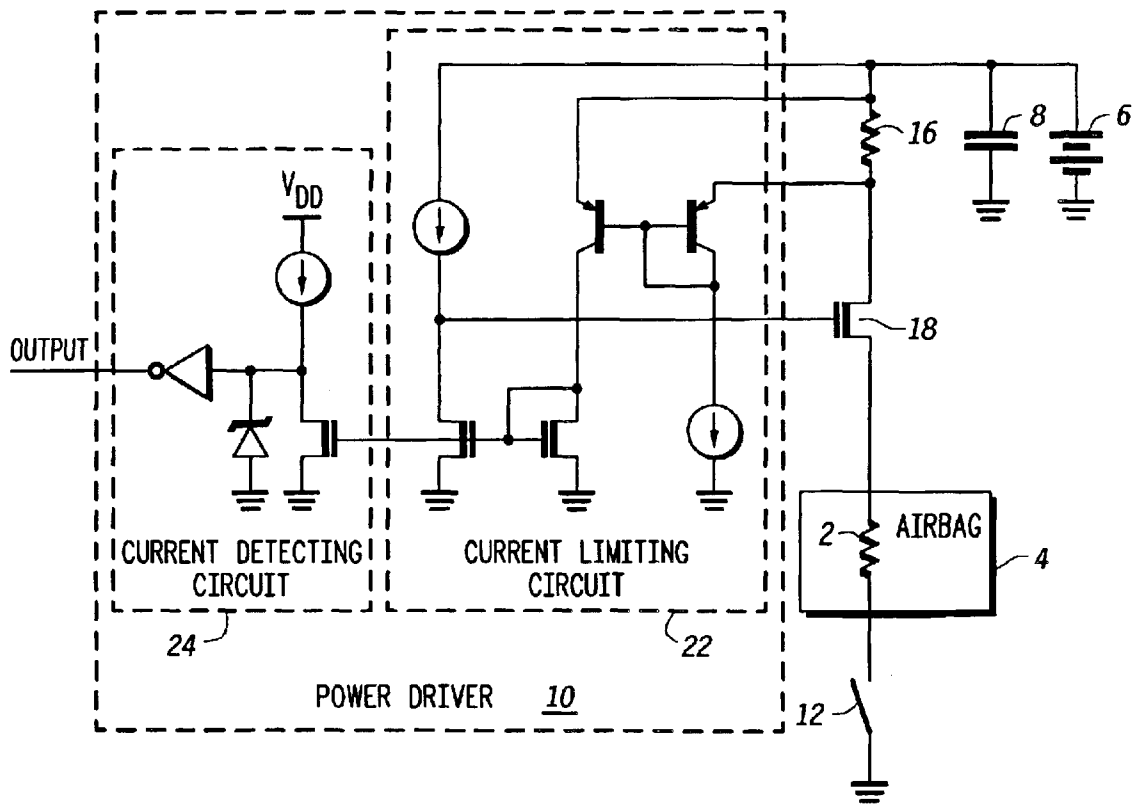 8
6
16
VDD
18
OUTPUT
2
AIRBAG
4
CURRENT DETECTING
CIRCUIT
CURRENT LIMITING
CIRCUIT
24
22
POWER DRIVER 10
12